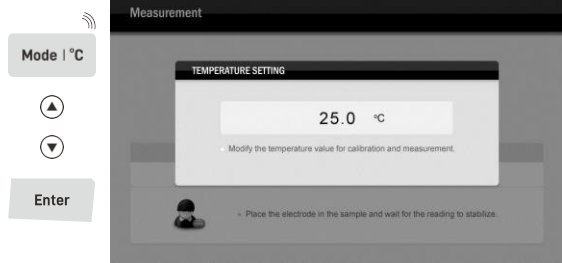 Measurement
Mode | °C
TEMPERATURE SETTING
25.0 °C
Modify the temperature value for calibration and measurement.
Enter
Place the electrode in the sample and wait for the reading to stabilize.